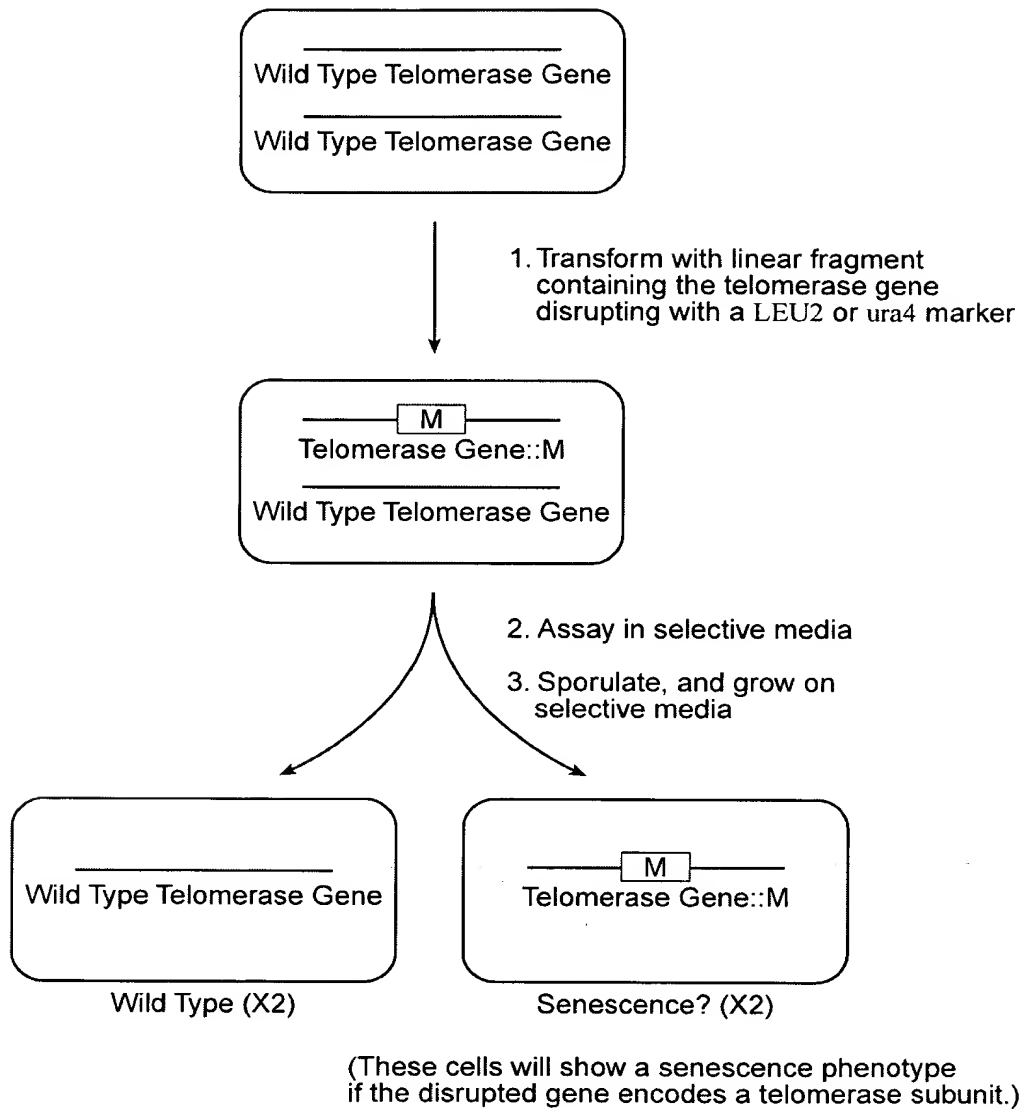 Wild Type Telomerase Gene
Wild Type Telomerase Gene
1. Transform with linear fragment
containing the telomerase gene
disrupting with a LEU2 or ura4 marker
M
Telomerase Gene::M
Wild Type Telomerase Gene
2. Assay in selective media
3. Sporulate, and grow on
selective media
Wild Type Telomerase Gene
Wild Type (X2)
M
Telomerase Gene::M
Senescence? (X2)
(These cells will show a senescence phenotype
if the disrupted gene encodes a telomerase subunit.)